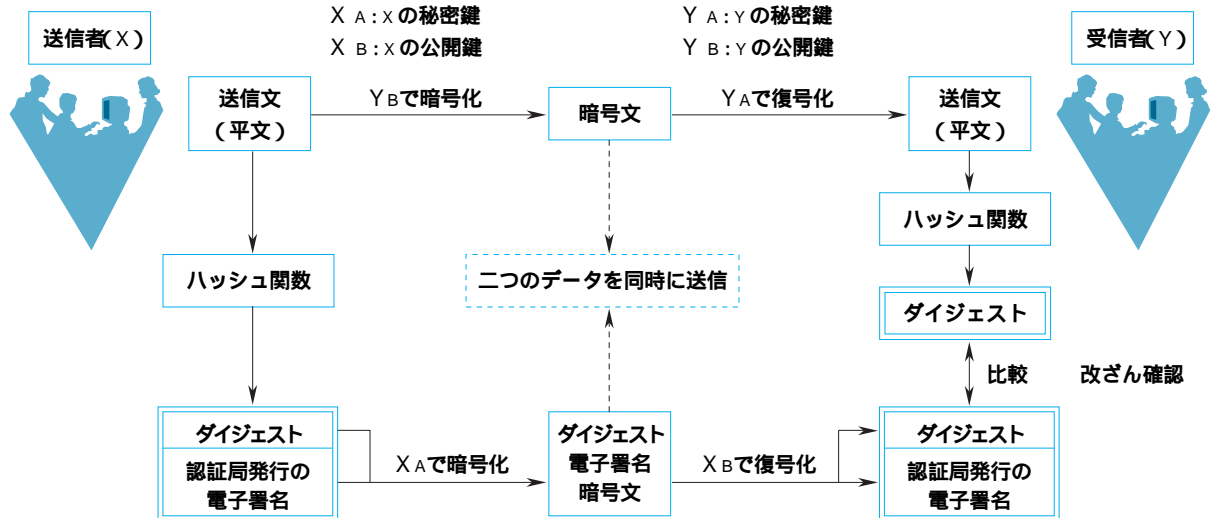 送信者(X)
X A:Xの秘密鍵
X B:Xの公開鍵
Y A:Yの秘密鍵
Y B:Yの公開鍵
受信者(Y)
送信文
(平文)
YBで暗号化
暗号文
YAで復号化
送信文
(平文)
ハッシュ関数
ハッシュ関数
二つのデータを同時に送信
ダイジェスト
比較
改ざん確認
ダイジェスト
認証局発行の
電子署名
XAで暗号化
ダイジェスト
電子署名
暗号文
XBで復号化
ダイジェスト
認証局発行の
電子署名